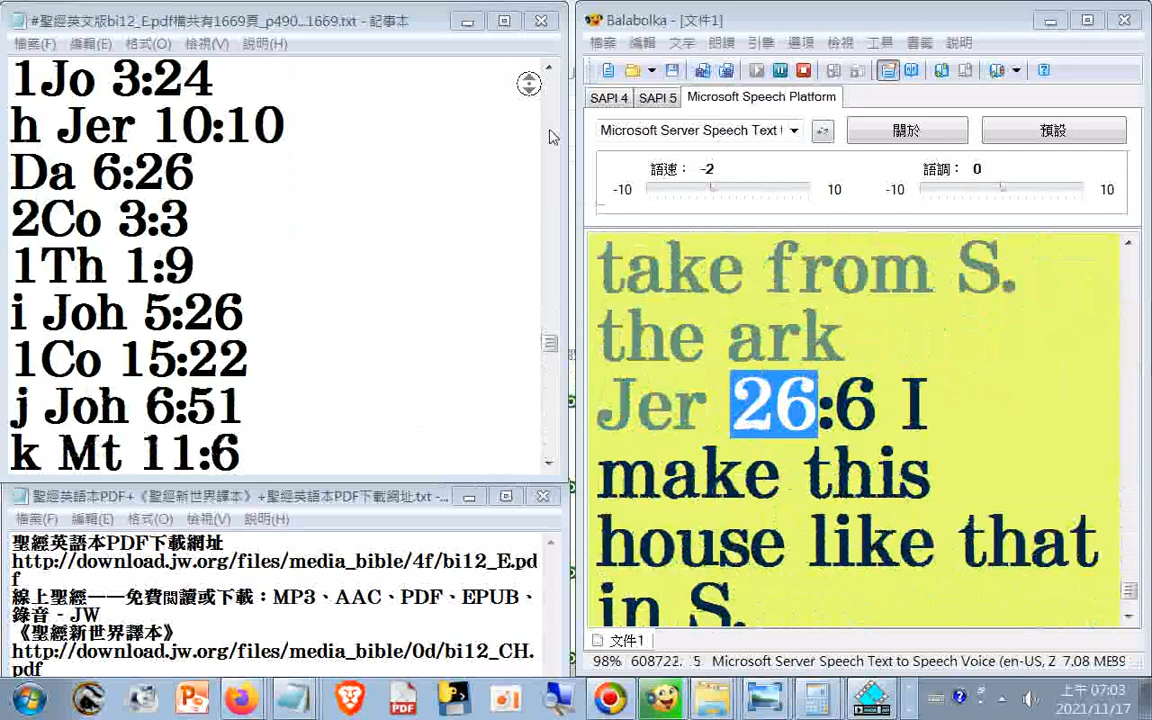 #聖經英文版bi12_E.pdf檔共有1669頁_p490...1669.txt - 記事本
檔案(F) 編輯(E) 格式(O) 檢視(V) 說明(H)
1Jo 3:24
h Jer 10:10
Da 6:26
2Co 3:3
1Th 1:9
i Joh 5:26
1Co 15:22
j Joh 6:51
k Mt 11:6
聖經英語本PDF+《聖經新世界譯本》+聖經英語本PDF下載網址.txt -...
檔案(F) 編輯(E) 格式(O) 檢視(V) 說明(H)
聖經英語本PDF下載網址
http://download.jw.org/files/media_bible/4f/bi12_E.pd
f
線上聖經——免費閱讀或下載：MP3、AAC、PDF、EPUB、
錄音 - JW
《聖經新世界譯本》
http://download.jw.org/files/media_bible/0d/bi12_CH.
pdf
Balabolka - [文件1]
檔案 編輯 文字 朗讀 引擎 選項 檢視 工具 書籤 說明
SAPI 4 SAPI 5 Microsoft Speech Platform
Microsoft Server Speech Text 關於 預設
語速： -2 語調： 0
-10 10 -10 10
take from S.
the ark
Jer 26:6 I
make this
house like that
in S.
文件1
98% Microsoft Server Speech Text to Speech Voice (en-US, Z 7.08 MB
PDF
上午 07:03
2021/11/17